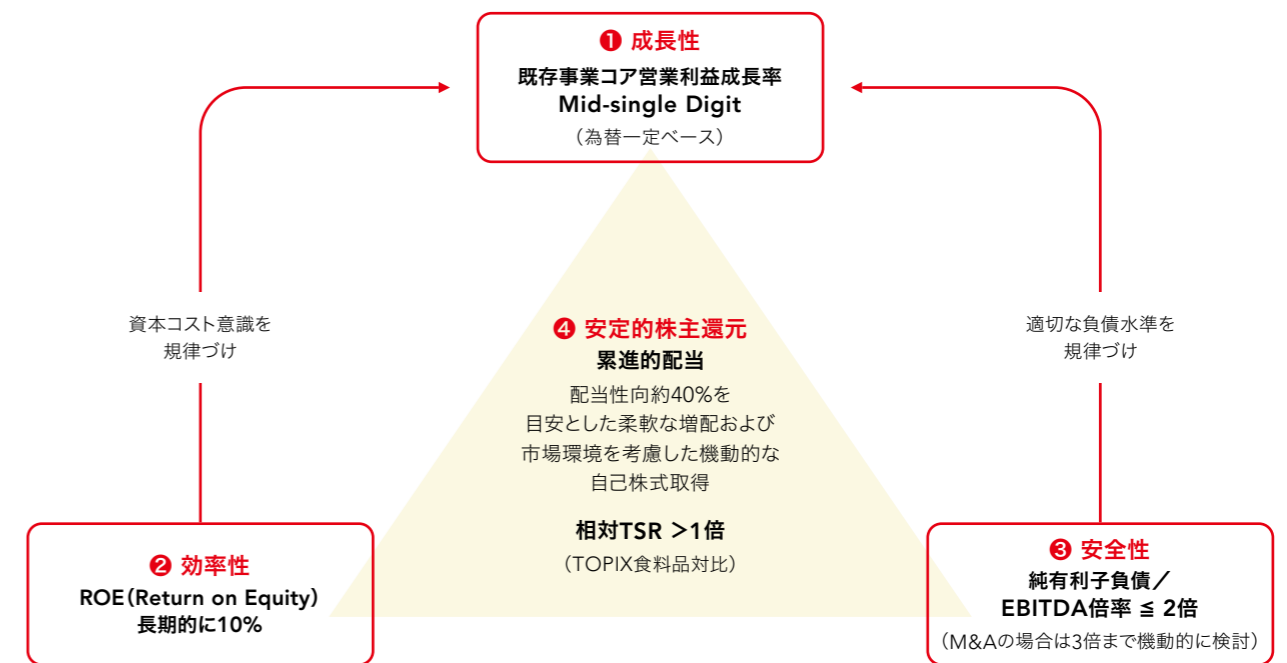 ❶ 成長性
既存事業コア営業利益成長率
Mid-single Digit
（為替一定ベース）
資本コスト意識を
規律づけ
適切な負債水準を
規律づけ
❹ 安定的株主還元
累進的配当
配当性向約40%を
目安とした柔軟な増配および
市場環境を考慮した機動的な
自己株式取得
相対TSR ＞1倍
（TOPIX食料品対比）
❷ 効率性
ROE（Return on Equity）
長期的に10%
❸ 安全性
純有利子負債／
EBITDA倍率 ≦ 2倍
（M&Aの場合は3倍まで機動的に検討）